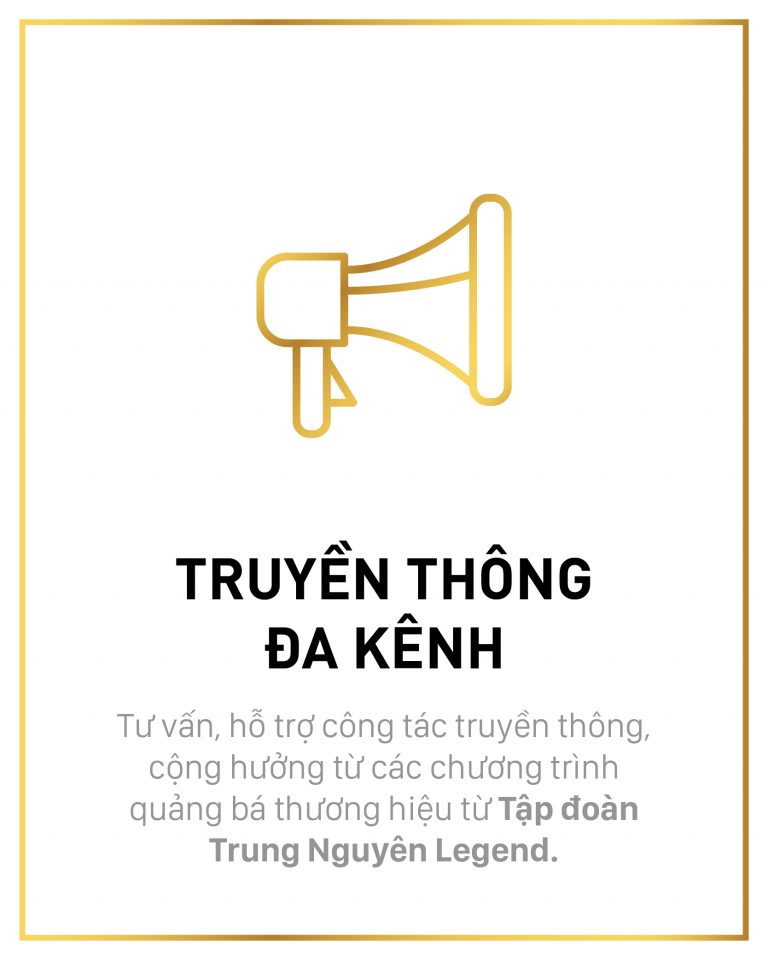 TRUYỀN THÔNG
ĐA KÊNH
Tư vấn, hỗ trợ công tác truyền thông,
cộng hưởng từ các chương trình
quảng bá thương hiệu từ Tập đoàn
Trung Nguyên Legend.